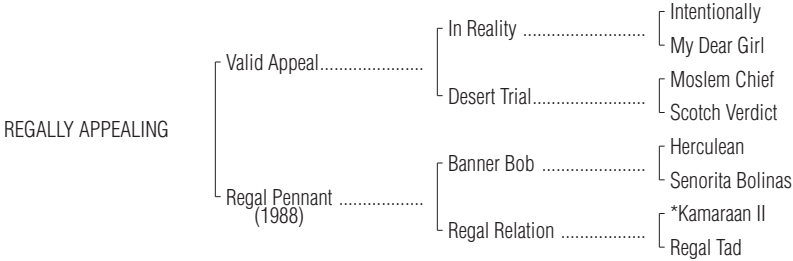 Intentionally
In Reality ..........................
My Dear Girl
Valid Appeal......................
Moslem Chief
Desert Trial........................
Scotch Verdict
REGALLY APPEALING
Herculean
Banner Bob ......................
Senorita Bolinas
Regal Pennant ..................
(1988)
*Kamaraan II
Regal Relation ..................
Regal Tad